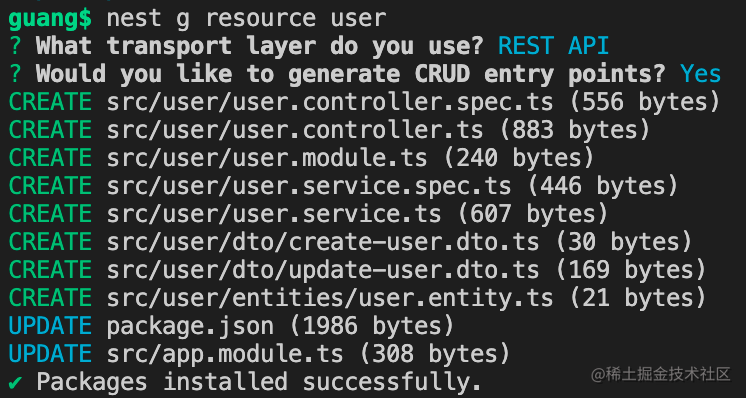 guang$ nest g resource user
? What transport layer do you use? REST API
? Would you like to generate CRUD entry points? Yes
CREATE src/user/user.controller.spec.ts (556 bytes)
CREATE src/user/user.controller.ts (883 bytes)
CREATE src/user/user.module.ts (240 bytes)
CREATE src/user/user.service.spec.ts (446 bytes)
CREATE src/user/user.service.ts (607 bytes)
CREATE src/user/dto/create-user.dto.ts (30 bytes)
CREATE src/user/dto/update-user.dto.ts (169 bytes)
CREATE src/user/entities/user.entity.ts (21 bytes)
UPDATE package.json (1986 bytes)
UPDATE src/app.module.ts (308 bytes)
✔ Packages installed successfully.
@稀土掘金技术社区